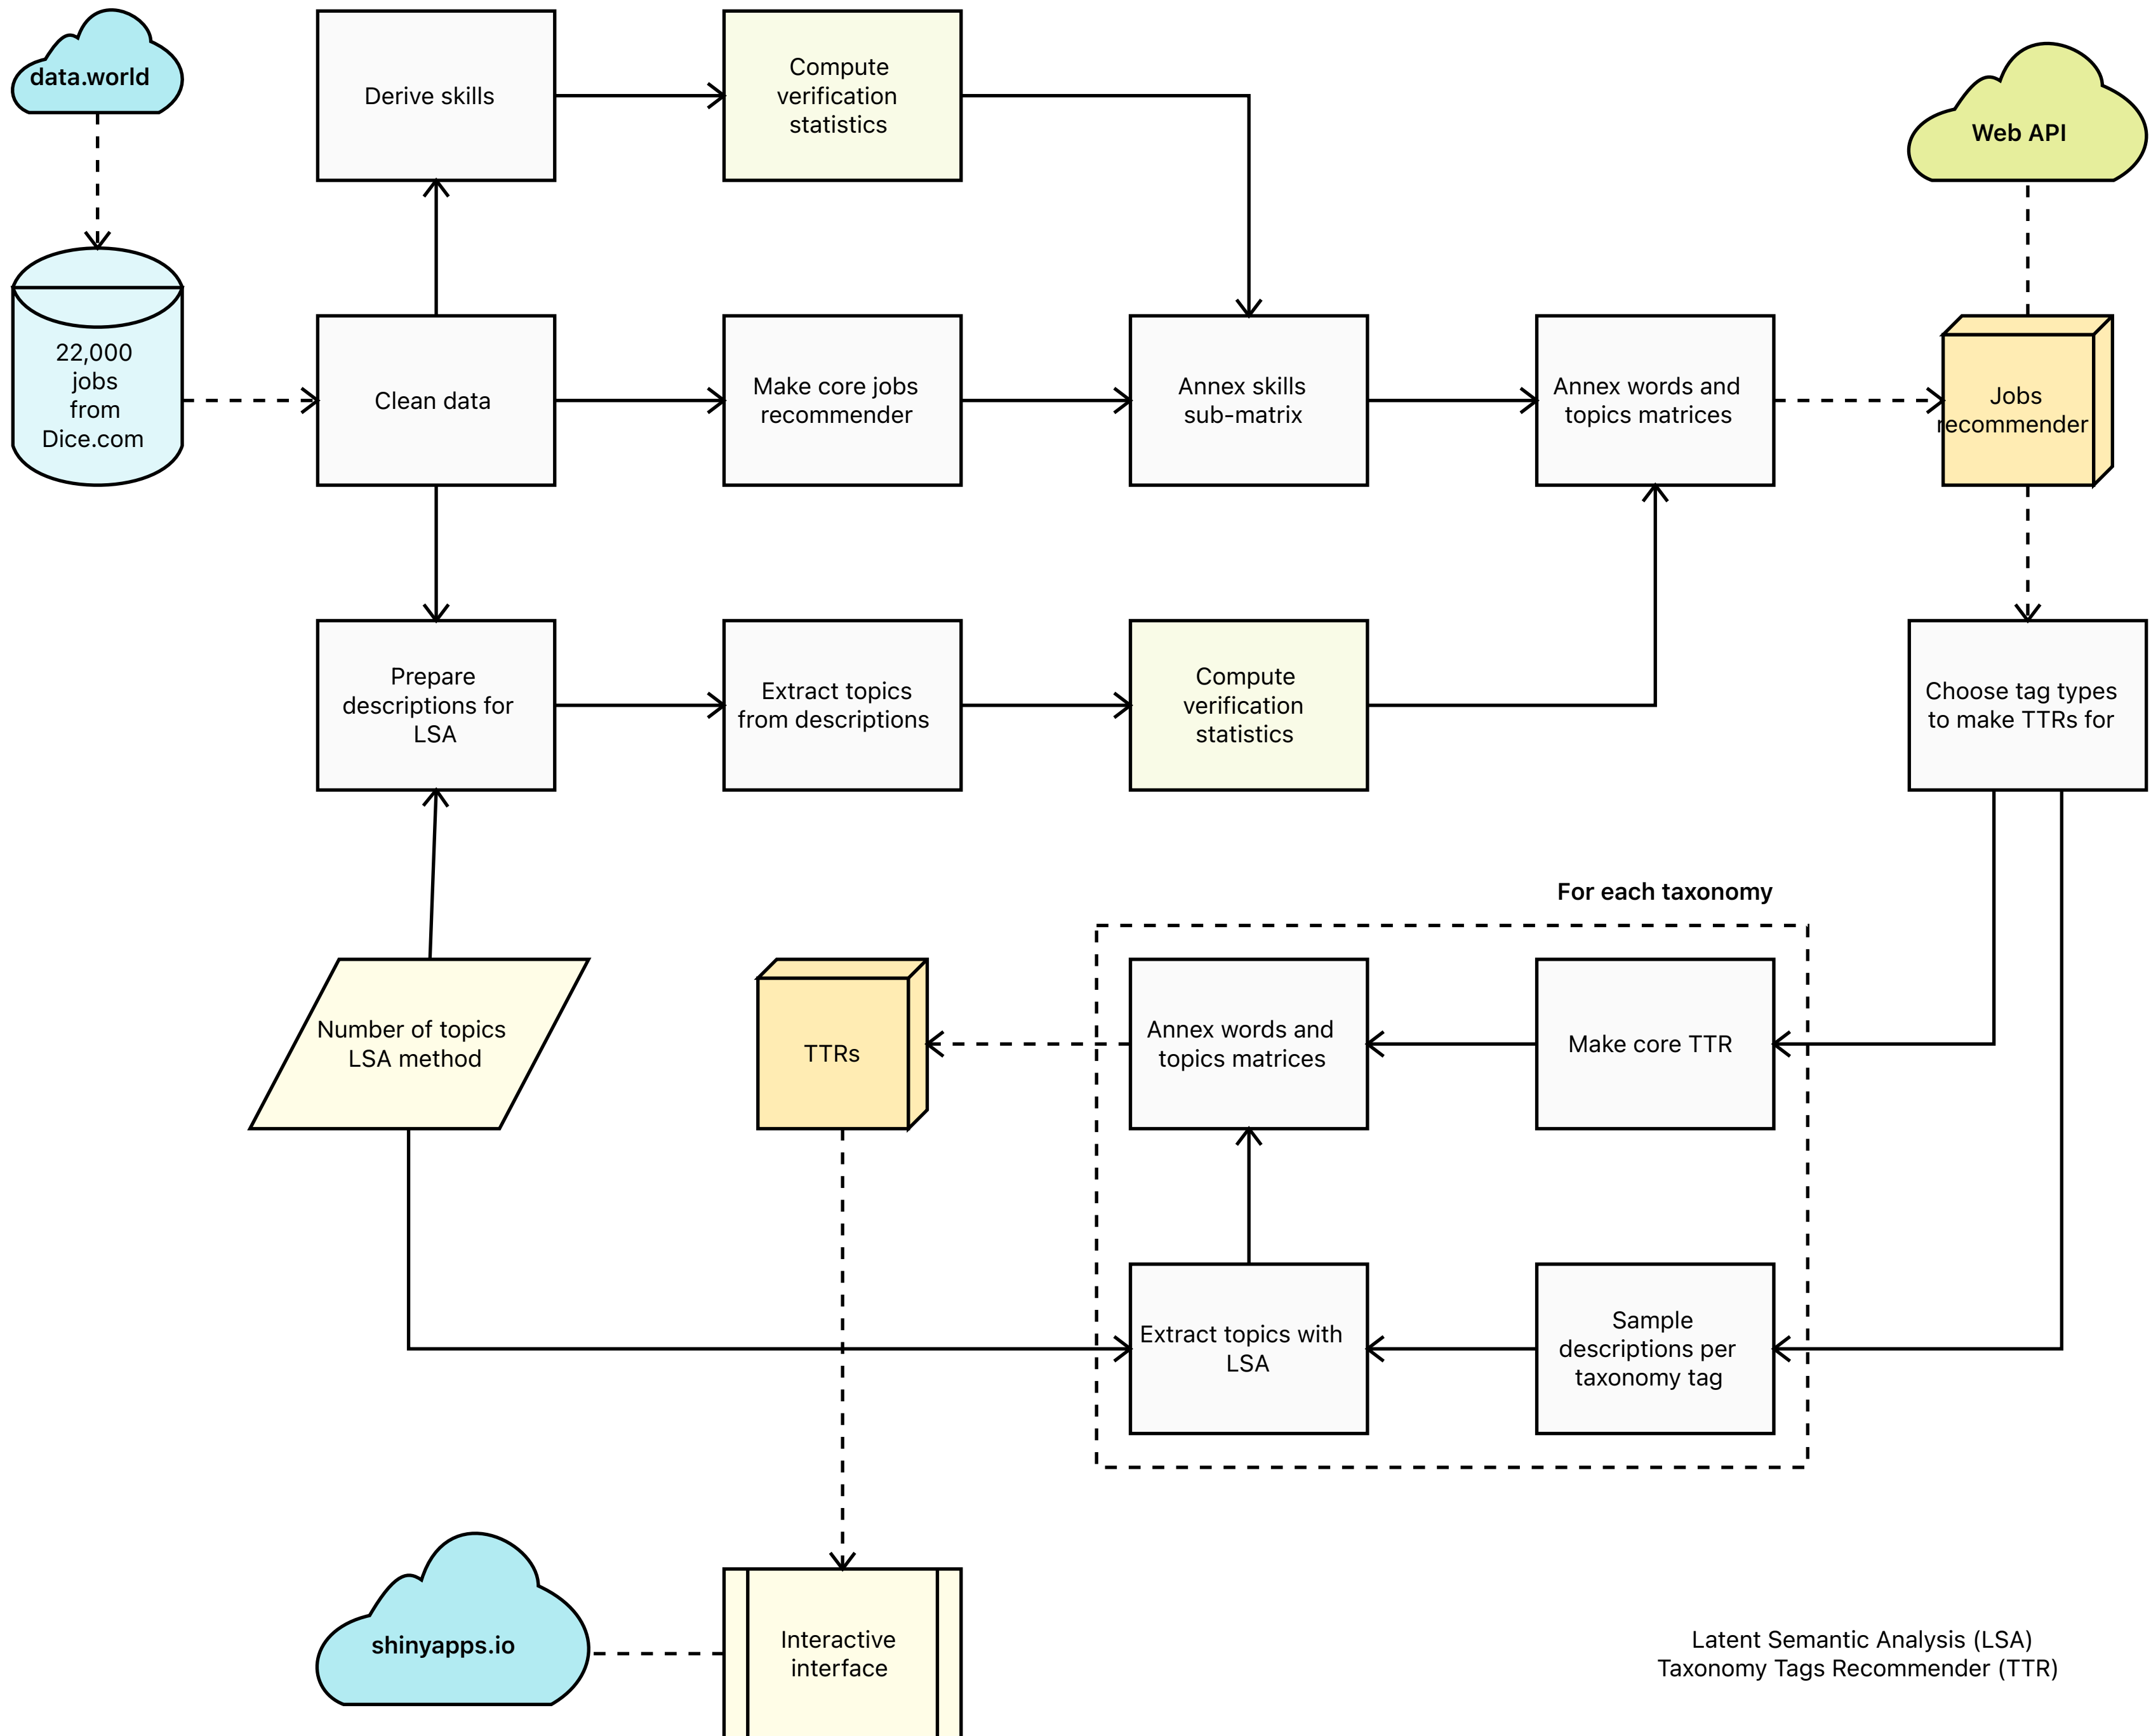 data.world
Derive skills
Compute
verification
statistics
Web API
22,000
jobs
from
Dice.com
Clean data
Make core jobs
recommender
Annex skills
sub-matrix
Annex words and
topics matrices
Jobs
recommender
Prepare
descriptions for
LSA
Extract topics
from descriptions
Compute
verification
statistics
Choose tag types
to make TTRs for
For each taxonomy
Number of topics
LSA method
TTRs
Annex words and
topics matrices
Make core TTR
Extract topics with
LSA
Sample
descriptions per
taxonomy tag
shinyapps.io
Interactive
interface
Latent Semantic Analysis (LSA)
Taxonomy Tags Recommender (TTR)